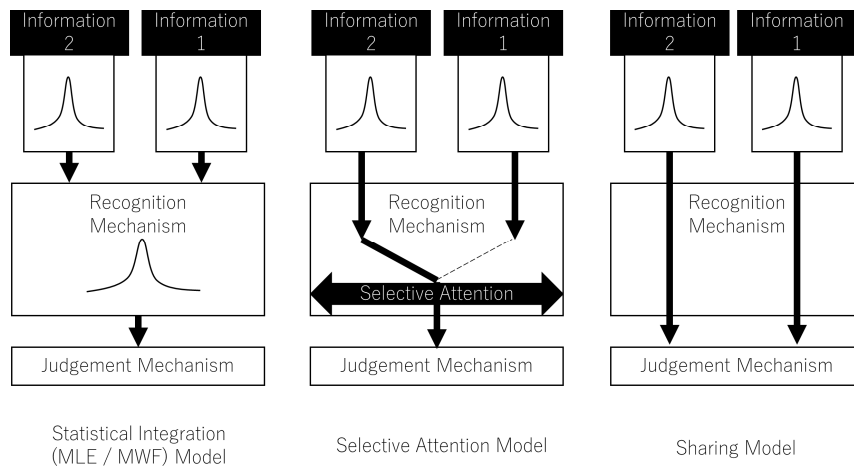 Information
2
Information
1
Recognition
Mechanism
Judgement Mechanism
Statistical Integration
(MLE / MWF) Model
Information
2
Information
1
Recognition
Mechanism
Selective Attention
Judgement Mechanism
Selective Attention Model
Information
2
Information
1
Recognition
Mechanism
Judgement Mechanism
Sharing Model